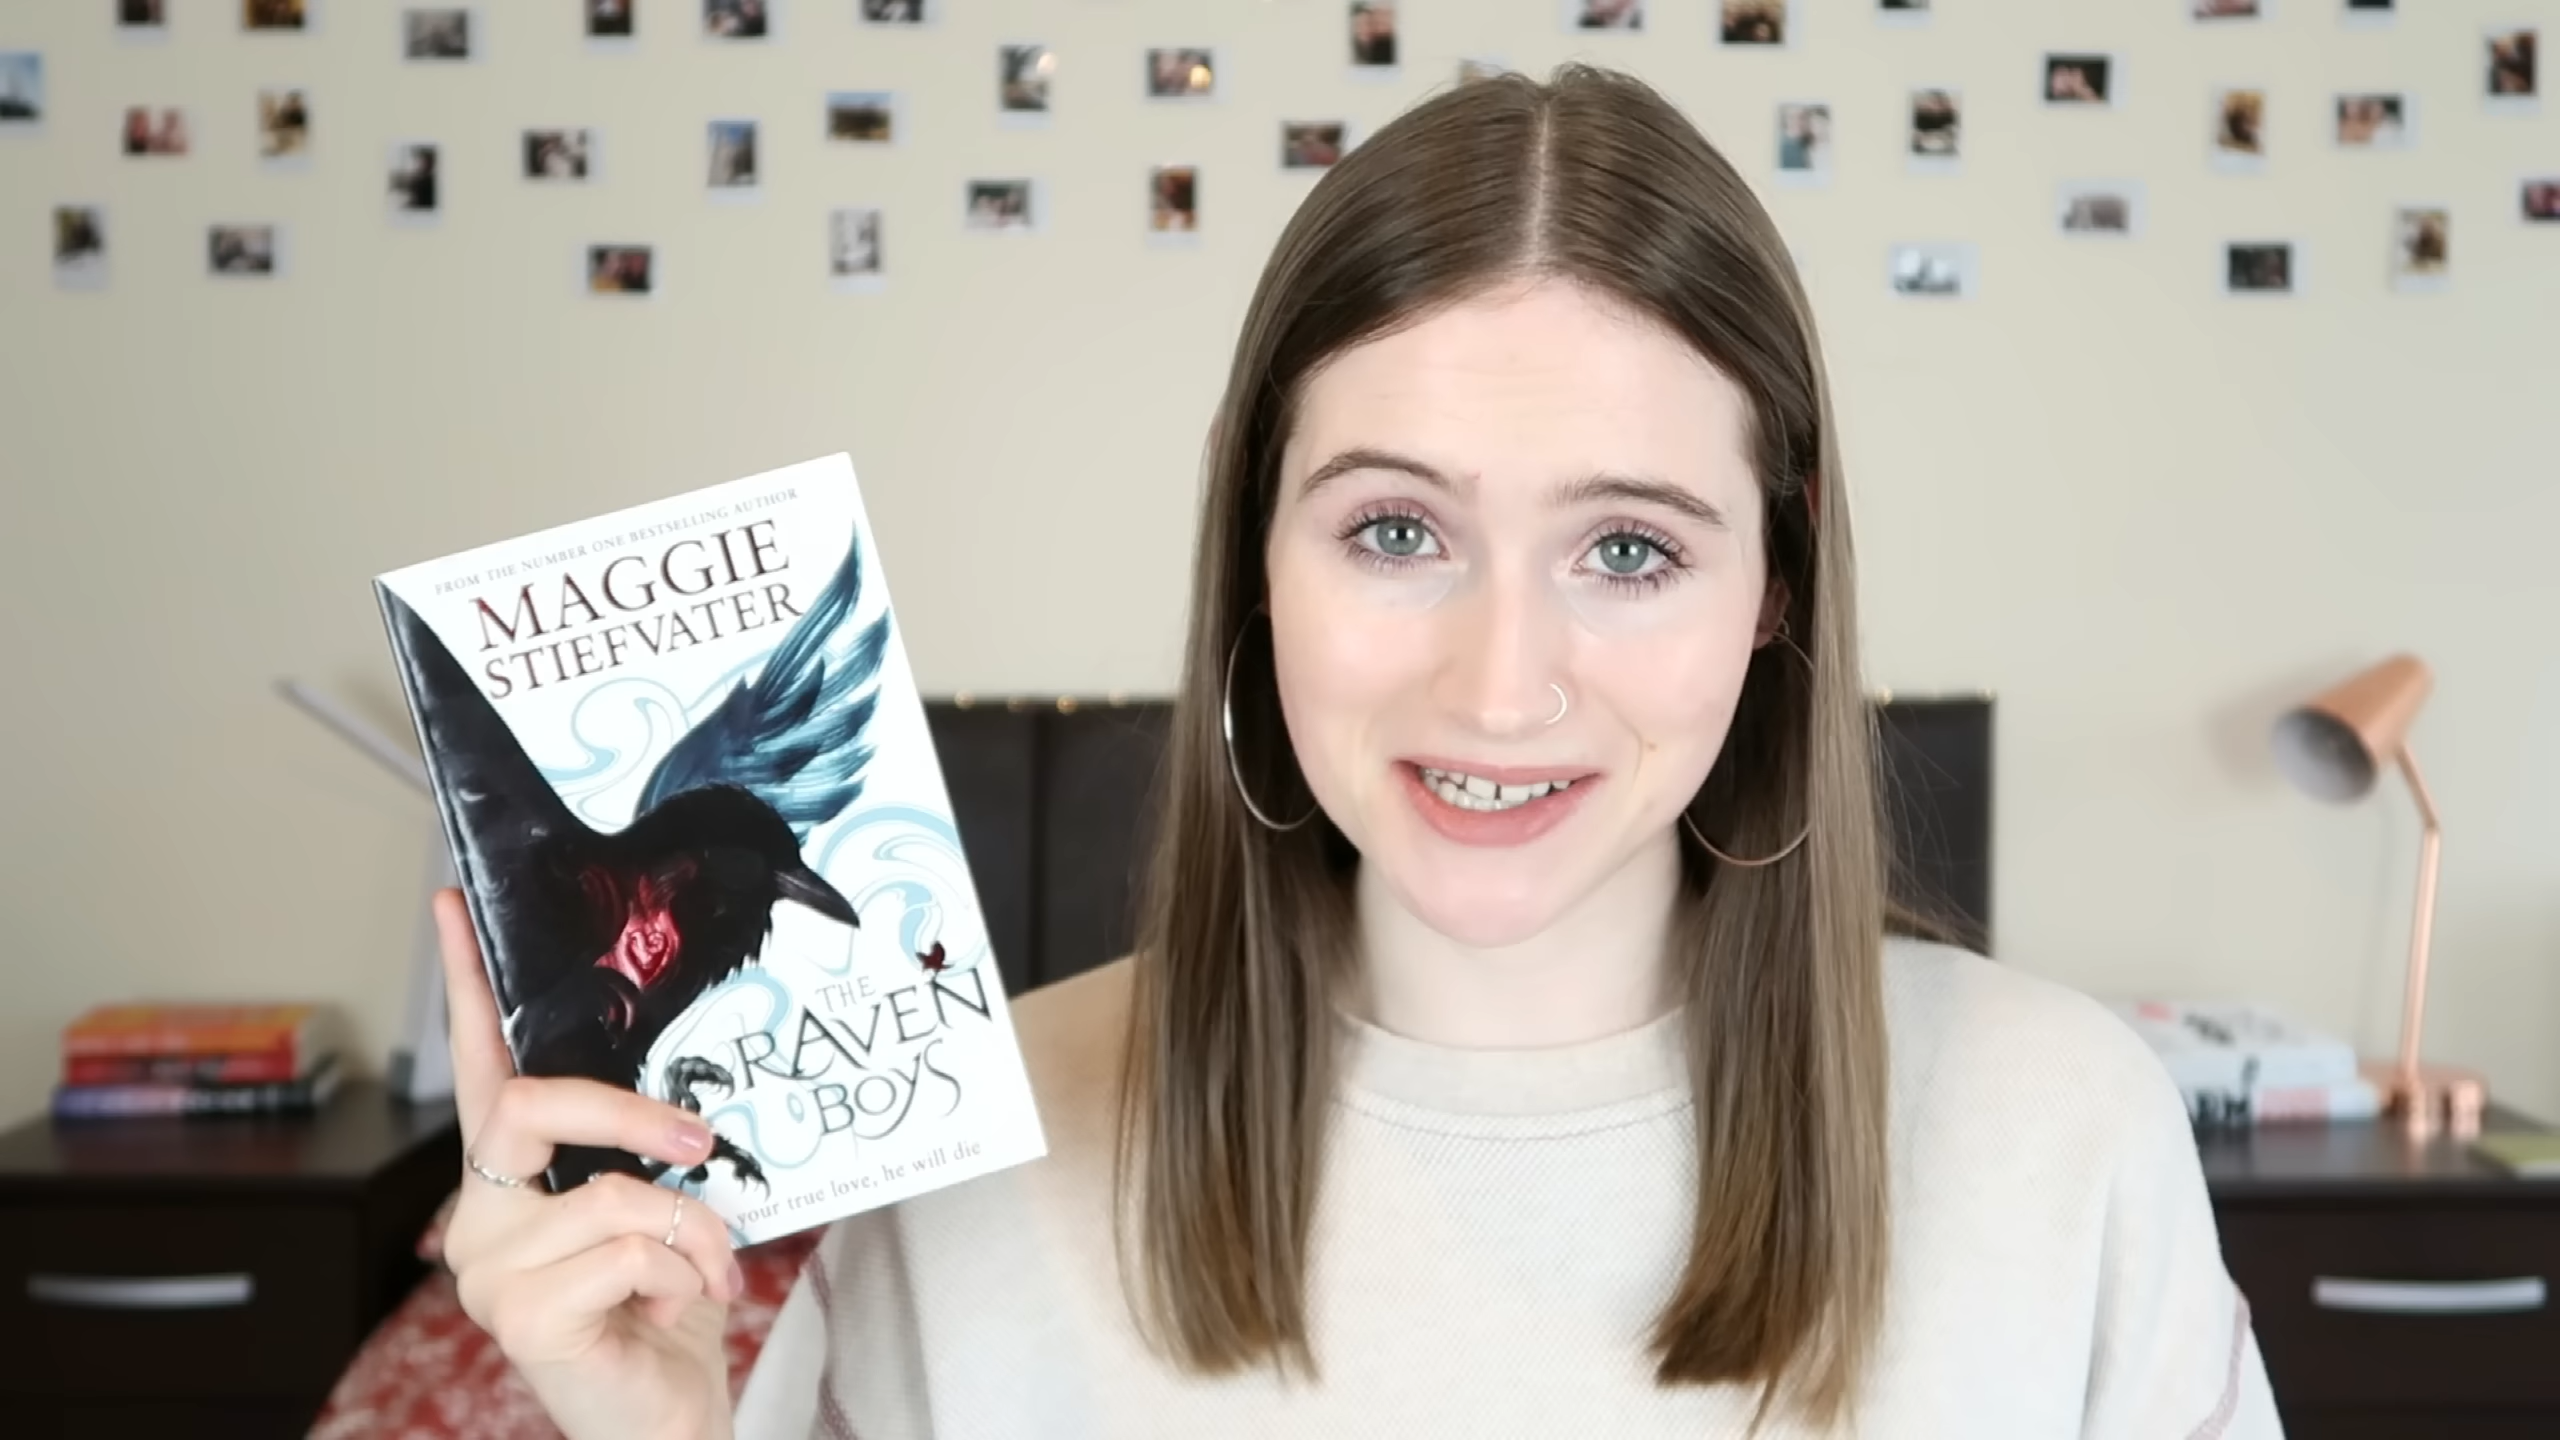 FROM THE NUMBER ONE BESTSELLING AUTHOR
MAGGIE
STIEFVATER
THE
RAVEN
BOYS
your true love, he will die